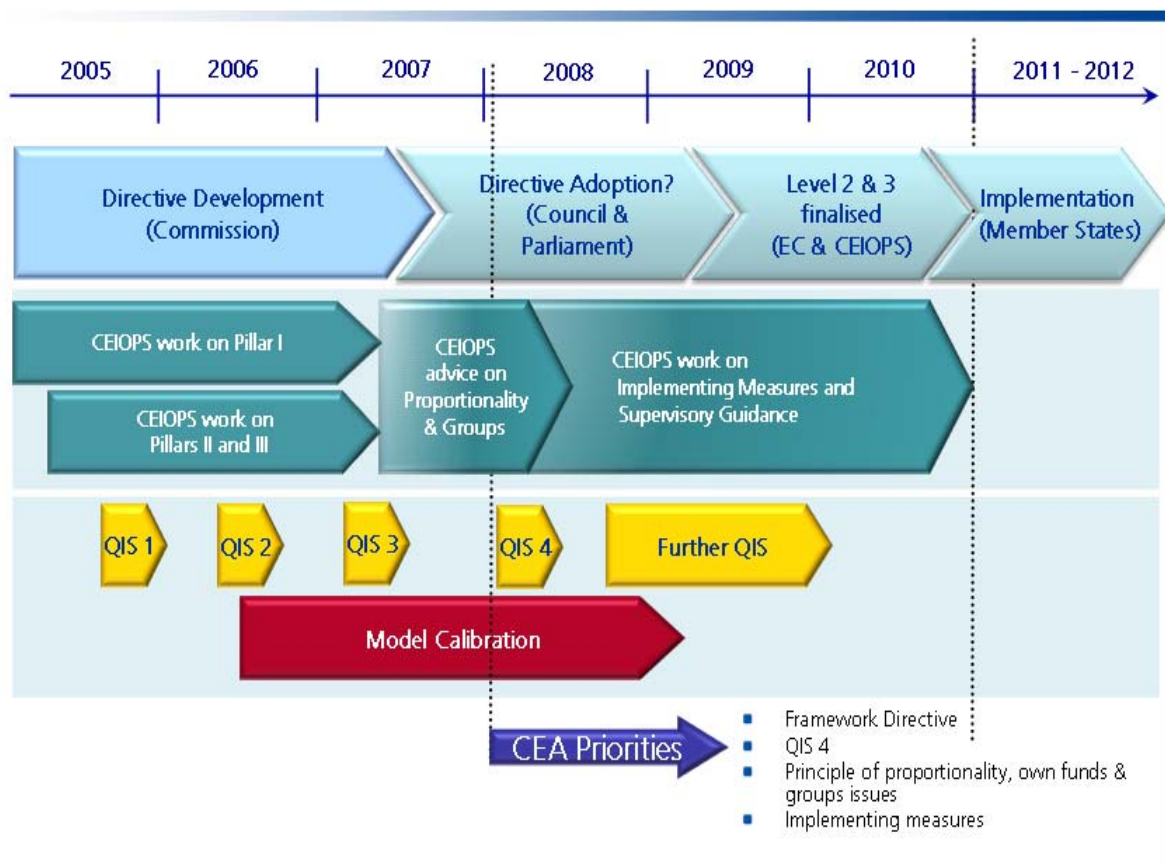 2005 2006 2007 2008 2009 2010 2011 - 2012
Directive Development
(Commission)
Directive Adoption?
(Council &
Parliament)
Level 2 & 3
finalised
(EC & CEIOPS)
Implementation
(Member States)
CEIOPS work on Pillar I
CEIOPS work on
Pillars II and III
CEIOPS
advice on
Proportionality
& Groups
CEIOPS work on
Implementing Measures and
Supervisory Guidance
QIS 1
QIS 2
QIS 3
QIS 4
Further QIS
Model Calibration
CEA Priorities
Framework Directive
QIS 4
Principle of proportionality, own funds &
groups issues
Implementing measures